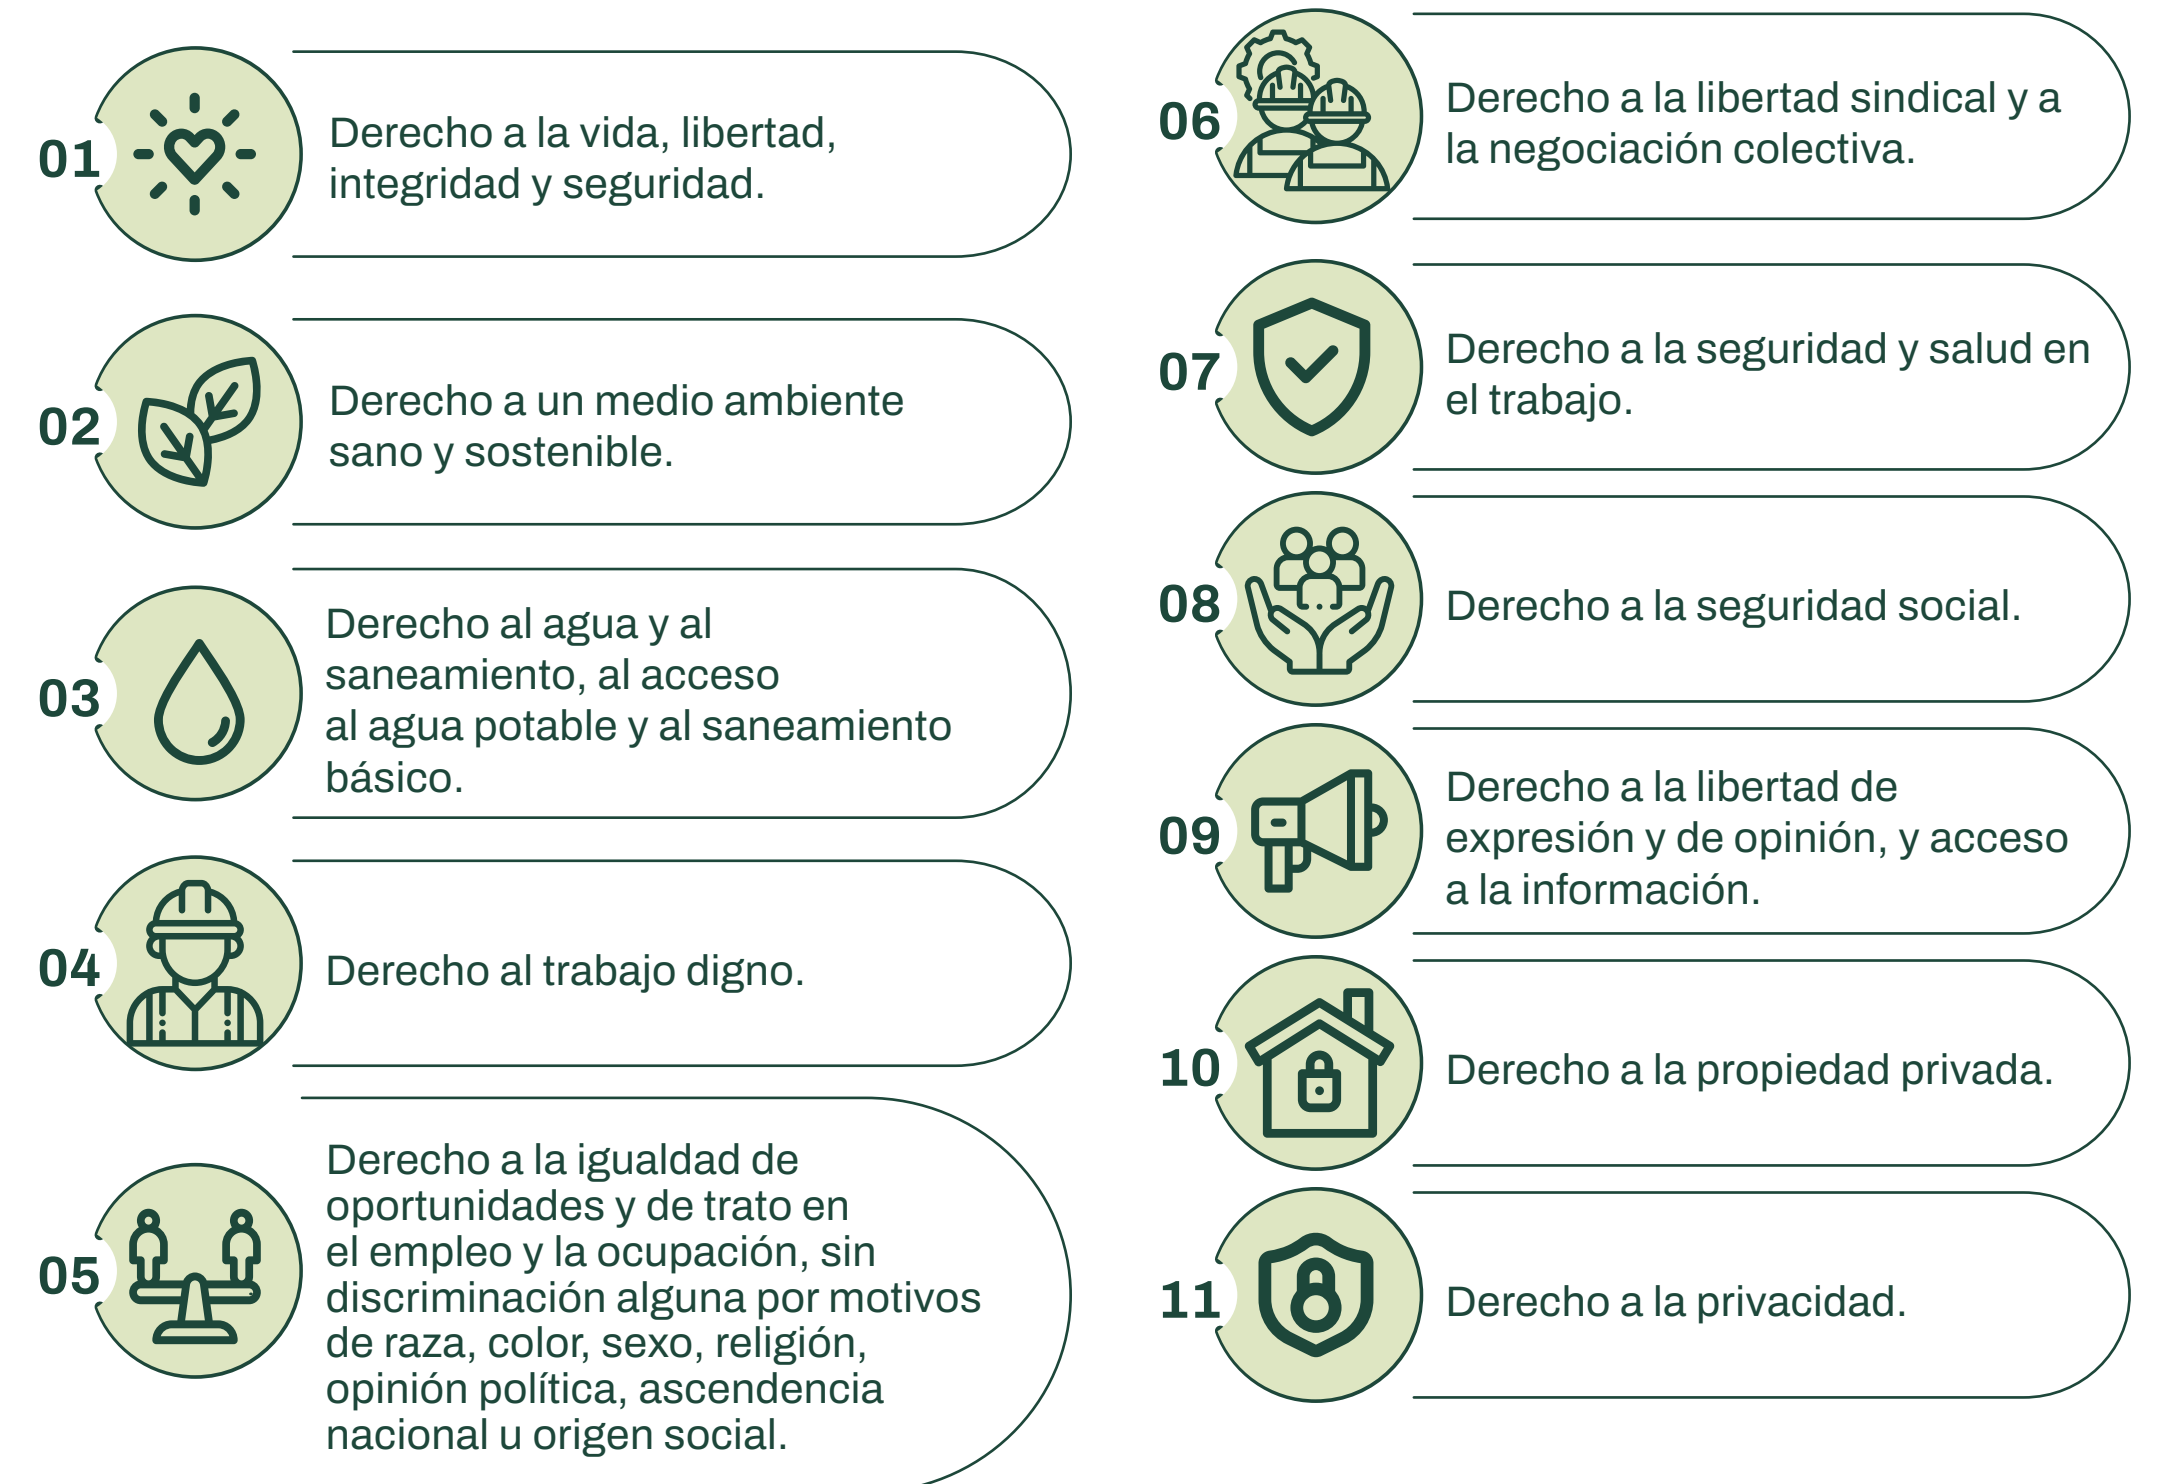 01
Derecho a la vida, libertad,
integridad y seguridad.
02
Derecho a un medio ambiente
sano y sostenible.
03
Derecho al agua y al
saneamiento, al acceso
al agua potable y al saneamiento
básico.
04
Derecho al trabajo digno.
05
Derecho a la igualdad de
oportunidades y de trato en
el empleo y la ocupación, sin
discriminación alguna por motivos
de raza, color, sexo, religión,
opinión política, ascendencia
nacional u origen social.
06
Derecho a la libertad sindical y a
la negociación colectiva.
07
Derecho a la seguridad y salud en
el trabajo.
08
Derecho a la seguridad social.
09
Derecho a la libertad de
expresión y de opinión, y acceso
a la información.
10
Derecho a la propiedad privada.
11
Derecho a la privacidad.